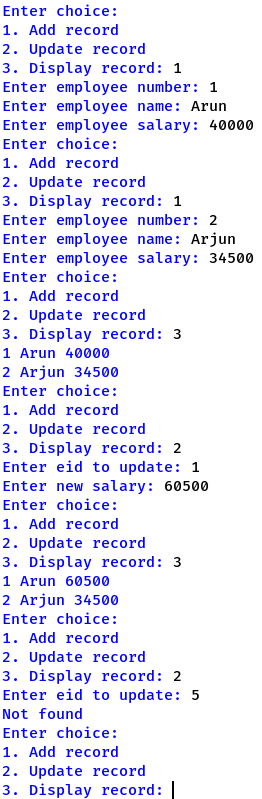 Enter choice:
1. Add record
2. Update record
3. Display record: 1
Enter employee number: 1
Enter employee name: Arun
Enter employee salary: 40000
Enter choice:
1. Add record
2. Update record
3. Display record: 1
Enter employee number: 2
Enter employee name: Arjun
Enter employee salary: 34500
Enter choice:
1. Add record
2. Update record
3. Display record: 3
1 Arun 40000
2 Arjun 34500
Enter choice:
1. Add record
2. Update record
3. Display record: 2
Enter eid to update: 1
Enter new salary: 60500
Enter choice:
1. Add record
2. Update record
3. Display record: 3
1 Arun 60500
2 Arjun 34500
Enter choice:
1. Add record
2. Update record
3. Display record: 2
Enter eid to update: 5
Not found
Enter choice:
1. Add record
2. Update record
3. Display record: